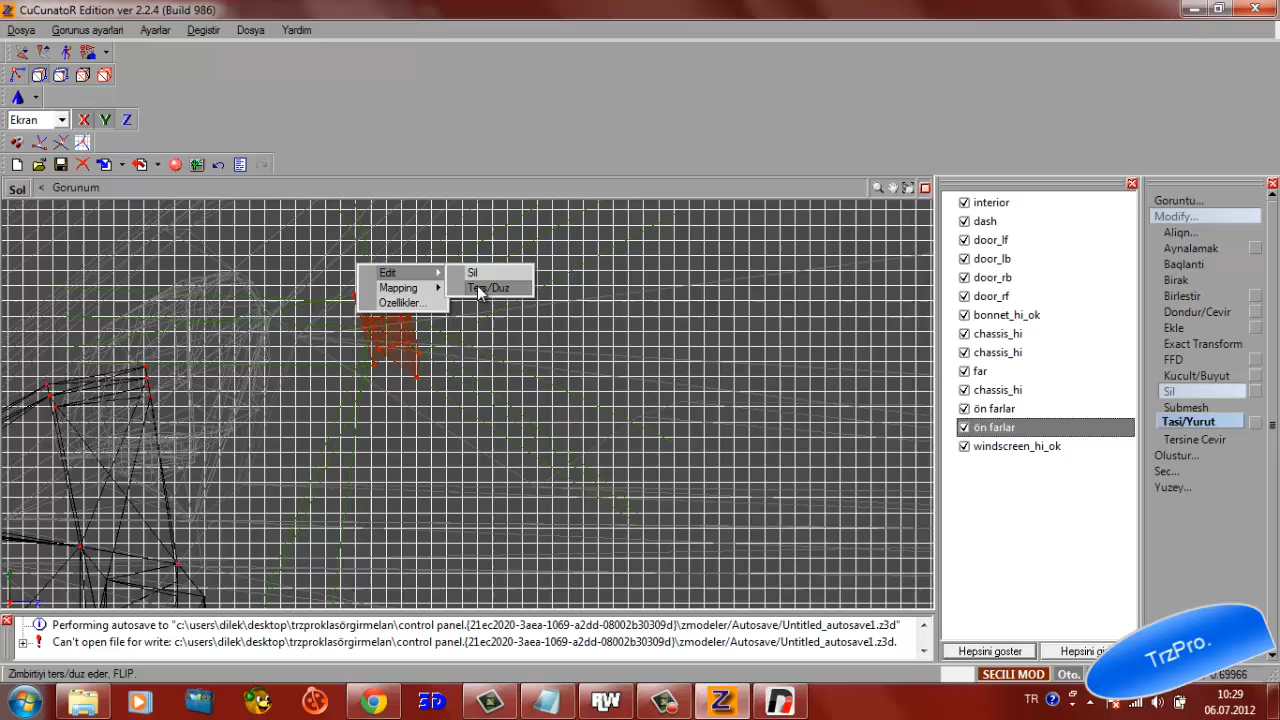 CuCunatoR Edition ver 2.2.4 (Build 986)
Dosya Gorunus ayarlari Ayarlar Degistir Dosya Yardim
Ekran X Y Z
Sol < Gorunum
Edit
Mapping
Ozellikler...
Sil
Ters/Duz
interior
dash
door_lf
door_lb
door_rb
door_rf
bonnet_hi_ok
chassis_hi
chassis_hi
far
chassis_hi
ön farlar
ön farlar
windscreen_hi_ok
Hepsini goster
Goruntu...
Modify...
Align...
Aynalamak
Baqlanti
Birak
Birlestir
Dondur/Cevir
Ekle
Exact Transform
FFD
Kucult/Buyut
Sil
Submesh
Tasi/Yurut
Tersine Cevir
Olustur...
Sec...
Yuzey...
Performing autosave to "c:\users\dilek\desktop\trzproklasörgirmelan\control panel.{21ec2020-3aea-1069-a2dd-08002b30309d}\zmodeler/Autosave/Untitled_autosave1.z3d"
Can't open file for write: c:\users\dilek\desktop\trzproklasörgirmelan\control panel.{21ec2020-3aea-1069-a2dd-08002b30309d}\zmodeler/Autosave/Untitled_autosave1.z3d.
TrzPro.
Zimbirtiyi ters/duz eder, FLIP.
SECILI MOD Oto. 0.69966
3D RW Z
TR 10:29
06.07.2012